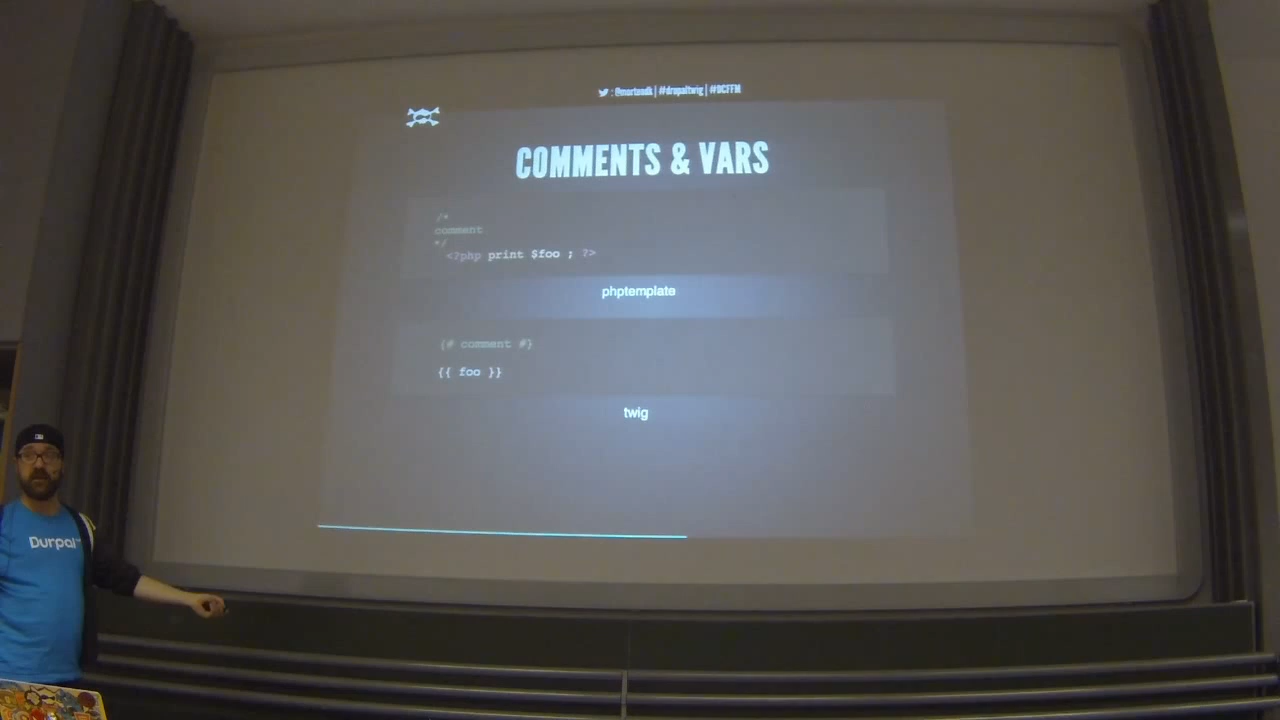 : @mortendk | #drupaltwig | #DCFFM
COMMENTS & VARS
/*
comment
*/
<?php print $foo ; ?>
phptemplate
{# comment #}
{{ foo }}
twig
Durpal